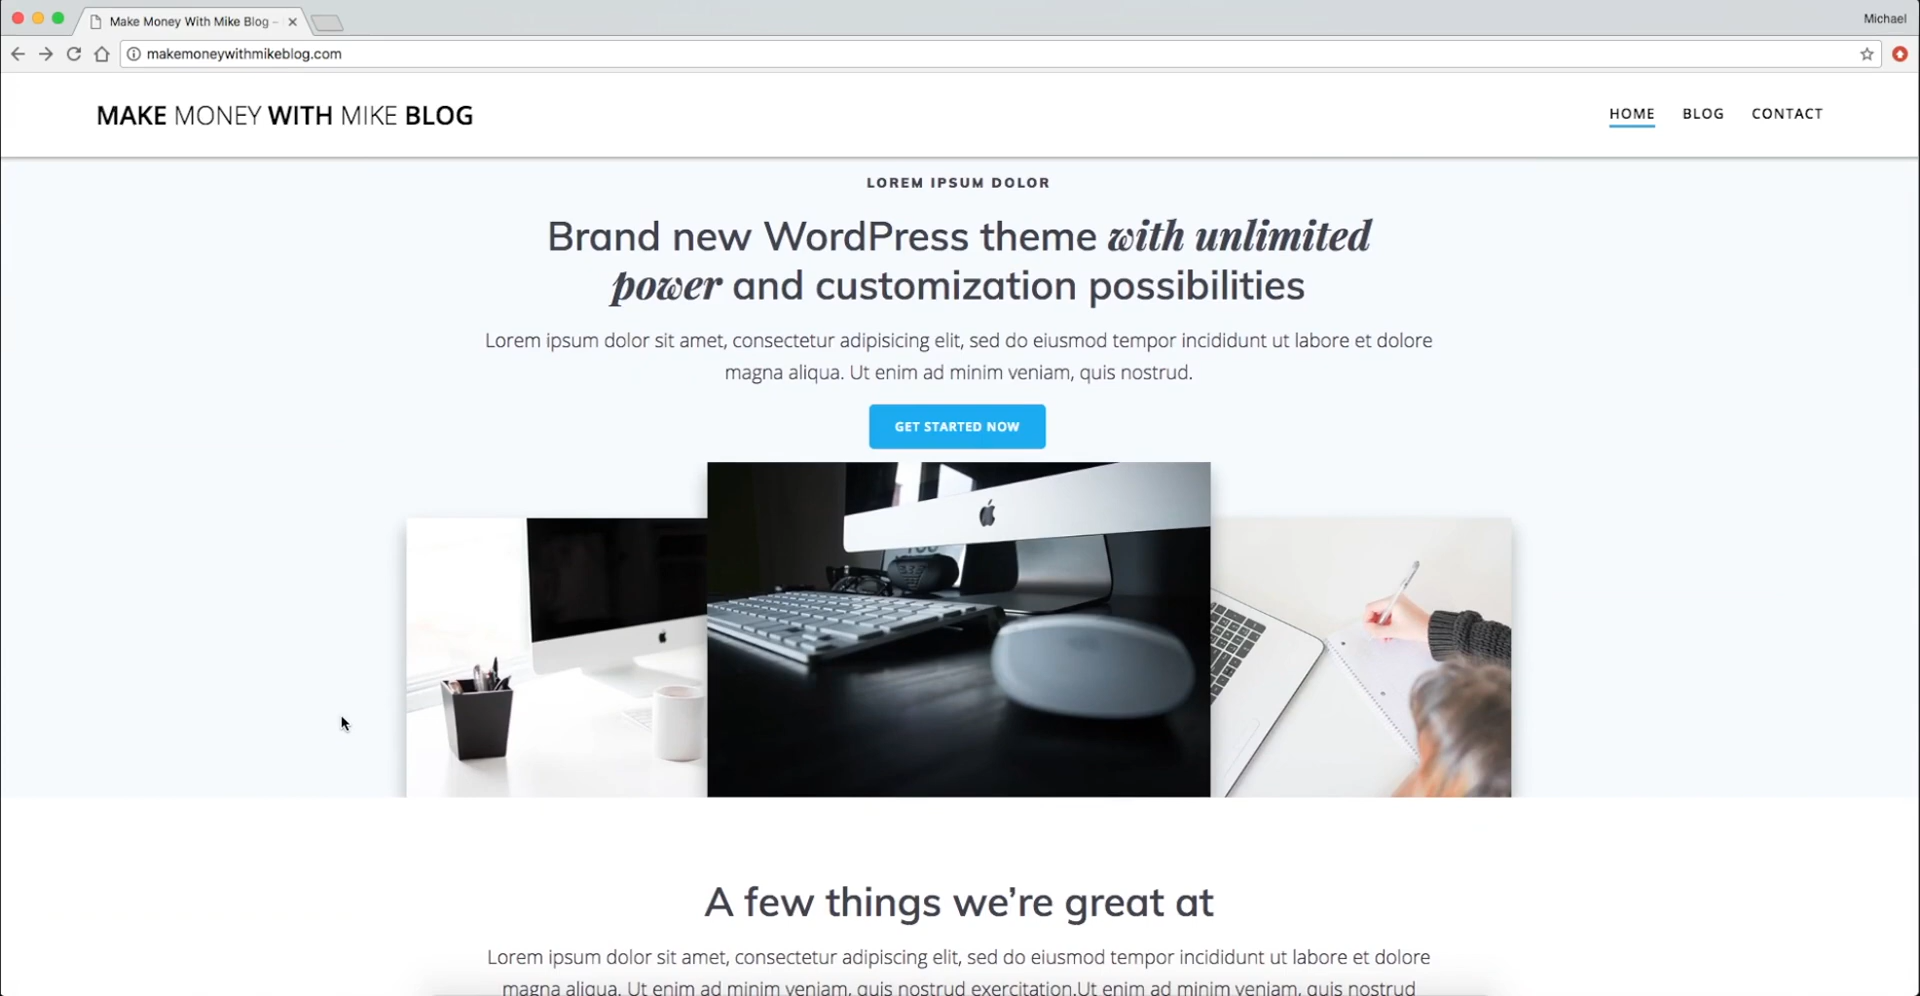 Make Money With Mike Blog –
Michael
makemoneywithmikeblog.com
MAKE MONEY WITH MIKE BLOG
HOME BLOG CONTACT
LOREM IPSUM DOLOR
Brand new WordPress theme with unlimited
power and customization possibilities
Lorem ipsum dolor sit amet, consectetur adipisicing elit, sed do eiusmod tempor incididunt ut labore et dolore
magna aliqua. Ut enim ad minim veniam, quis nostrud.
GET STARTED NOW
A few things we’re great at
Lorem ipsum dolor sit amet, consectetur adipiscing elit, sed do eiusmod tempor incididunt ut labore et dolore
magna aliqua. Ut enim ad minim veniam, quis nostrud exercitation.Ut enim ad minim veniam, quis nostrud